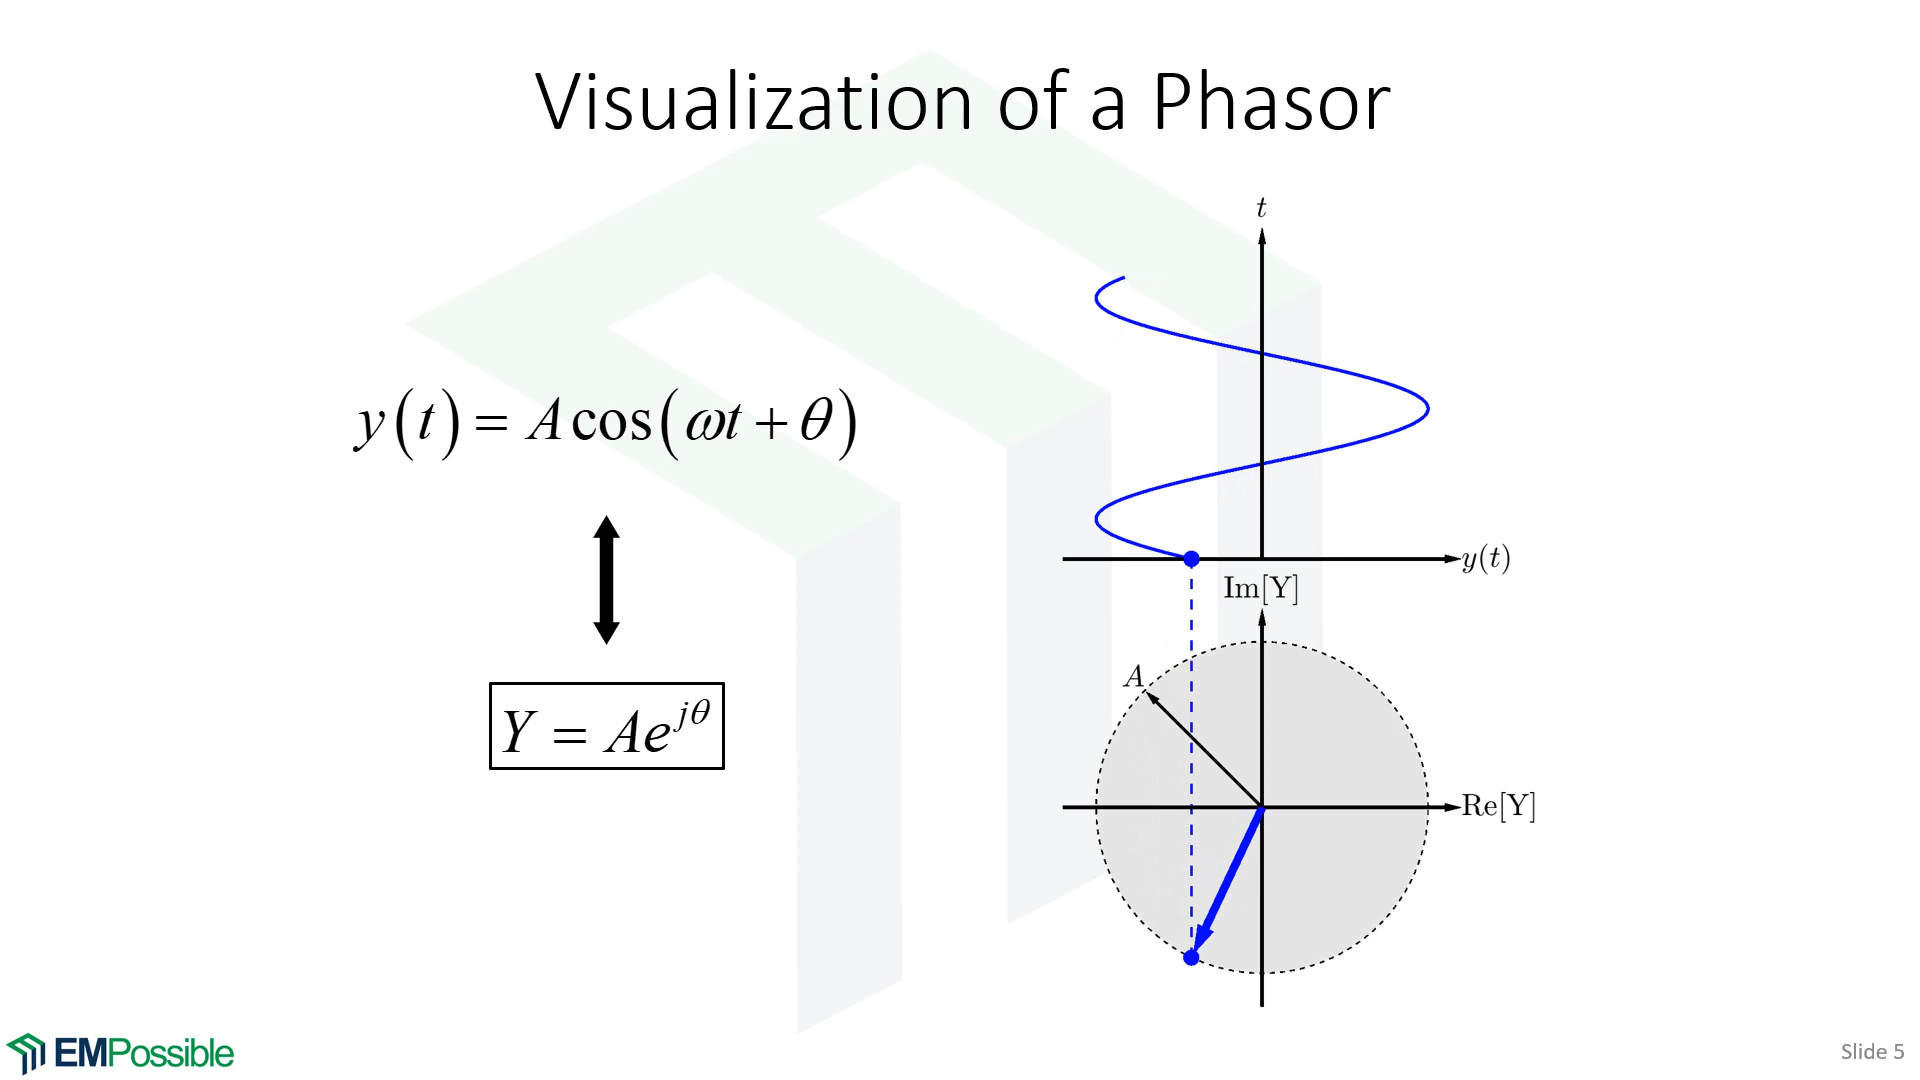 Visualization of a Phasor
y(t) = A cos(ωt + θ)
Y = Ae^{jθ}
t
y(t)
Im[Y]
A
Re[Y]
EMPossible
Slide 5